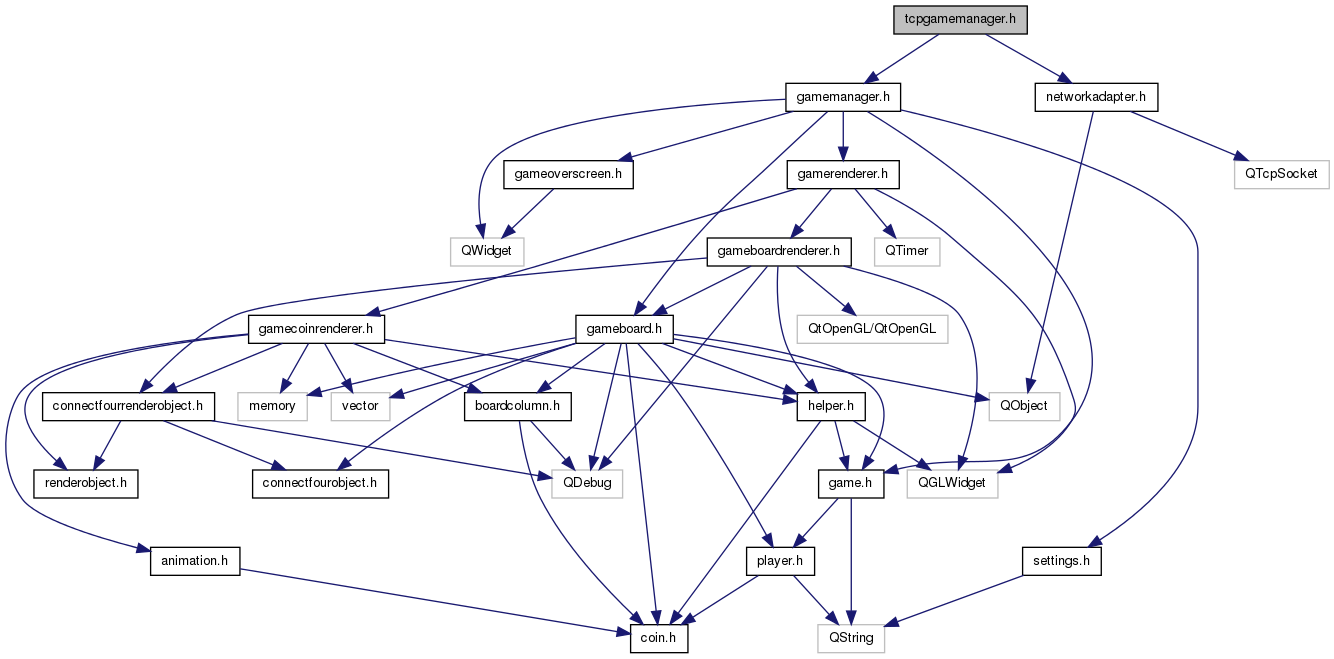 tcpgamemanager.h
gamemanager.h
networkadapter.h
gameoverscreen.h
gamerenderer.h
QTcpSocket
QWidget
gameboardrenderer.h
QTimer
gamecoinrenderer.h
gameboard.h
QtOpenGL/QtOpenGL
connectfourrenderobject.h
memory
vector
boardcolumn.h
helper.h
QObject
renderobject.h
connectfourobject.h
QDebug
game.h
QGLWidget
animation.h
player.h
settings.h
coin.h
QString